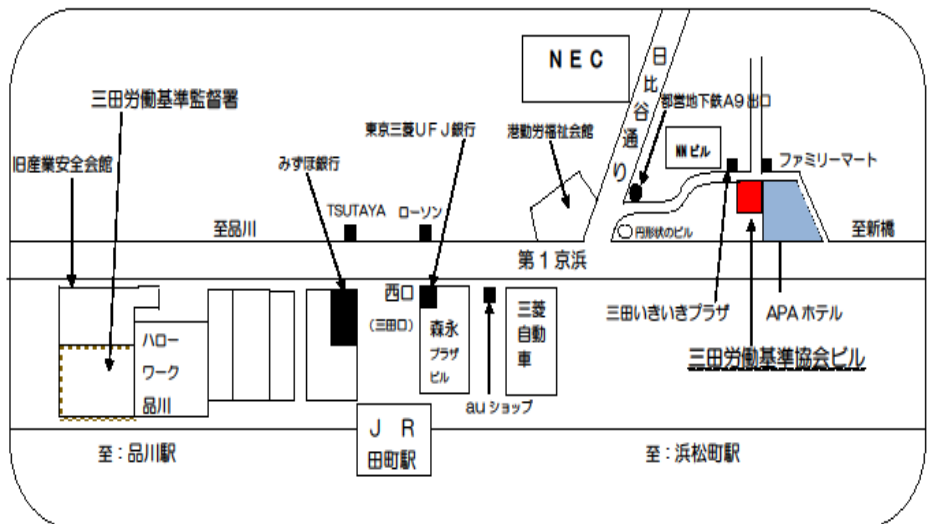 NEC
日比谷通り
三田労働基準監督署
都営地下鉄A9出口
東京三菱UFJ銀行
港勤労福祉会館
NNビル
ファミリーマート
旧産業安全会館
みずほ銀行
TSUTAYA
ローソン
至品川
円形状のビル
至新橋
第1京浜
西口
(三田口)
森永
プラザ
ビル
三菱
自動
車
三田いきいきプラザ
APAホテル
ハロー
ワーク
品川
三田労働基準協会ビル
auショップ
JR
田町駅
至:品川駅
至:浜松町駅